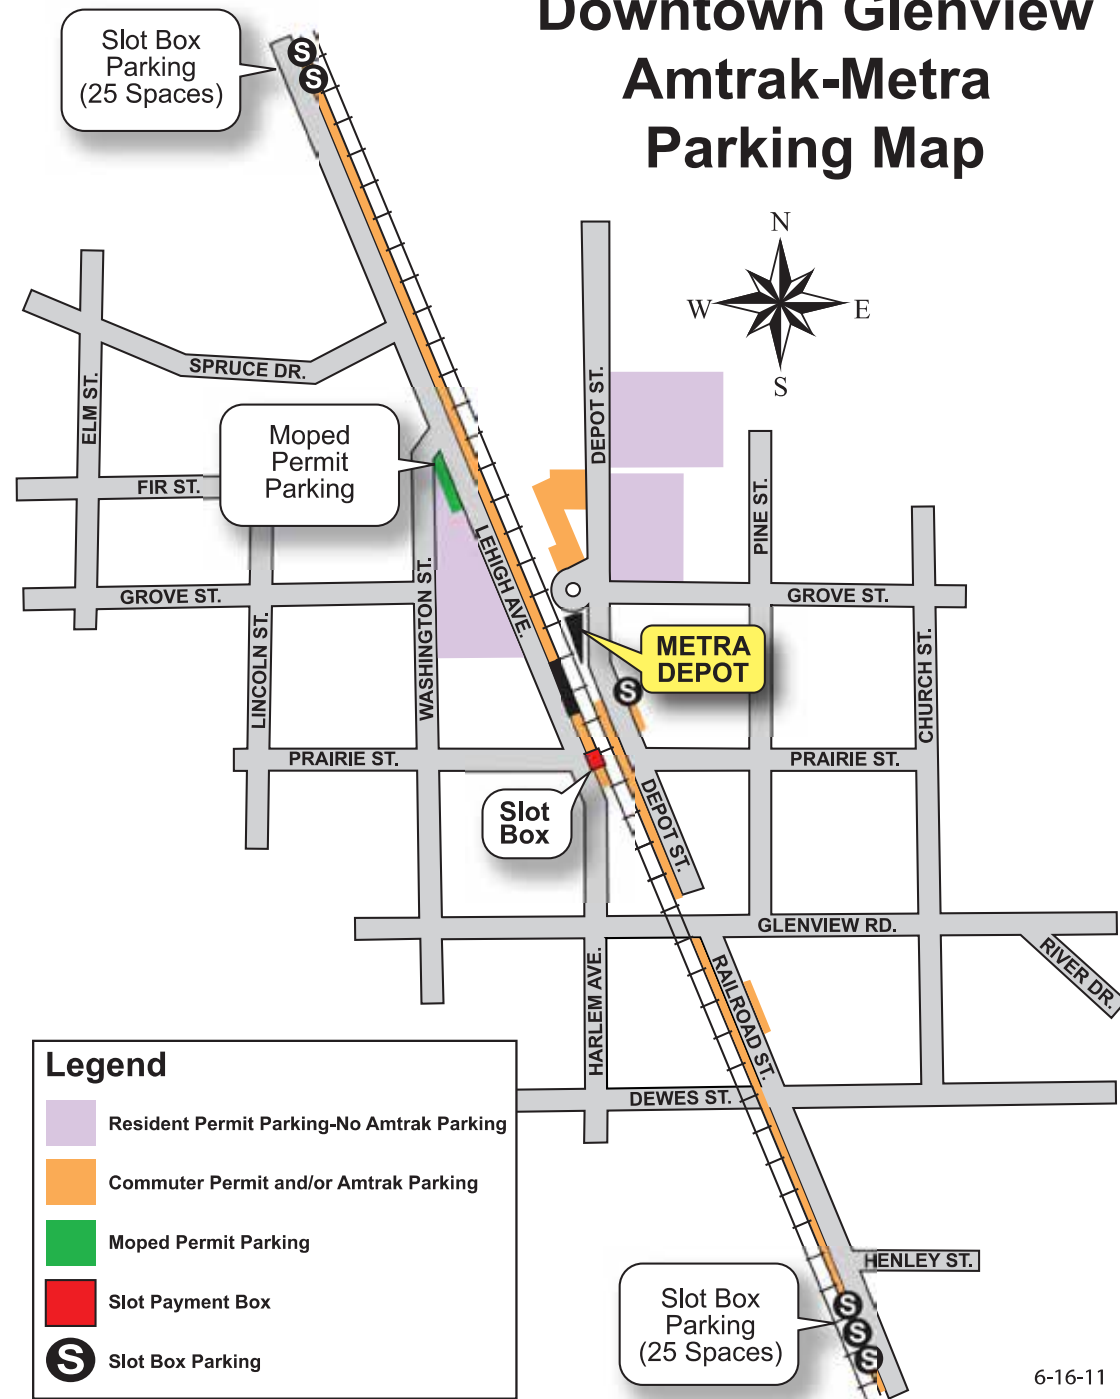 Downtown Glenview
Amtrak-Metra
Parking Map
Slot Box
Parking
(25 Spaces)
S
S
N
W
E
S
SPRUCE DR.
ELM ST.
DEPOT ST.
Moped
Permit
Parking
FIR ST.
PINE ST.
LEHIGH AVE.
GROVE ST.
WASHINGTON ST.
GROVE ST.
LINCOLN ST.
METRA
DEPOT
CHURCH ST.
S
PRAIRIE ST.
PRAIRIE ST.
Slot
Box
DEPOT ST.
GLENVIEW RD.
RIVER DR.
HARLEM AVE.
RAILROAD ST.
DEWES ST.
HENLEY ST.
Slot Box
Parking
(25 Spaces)
S
S
S
Legend
Resident Permit Parking-No Amtrak Parking
Commuter Permit and/or Amtrak Parking
Moped Permit Parking
Slot Payment Box
S Slot Box Parking
6-16-11